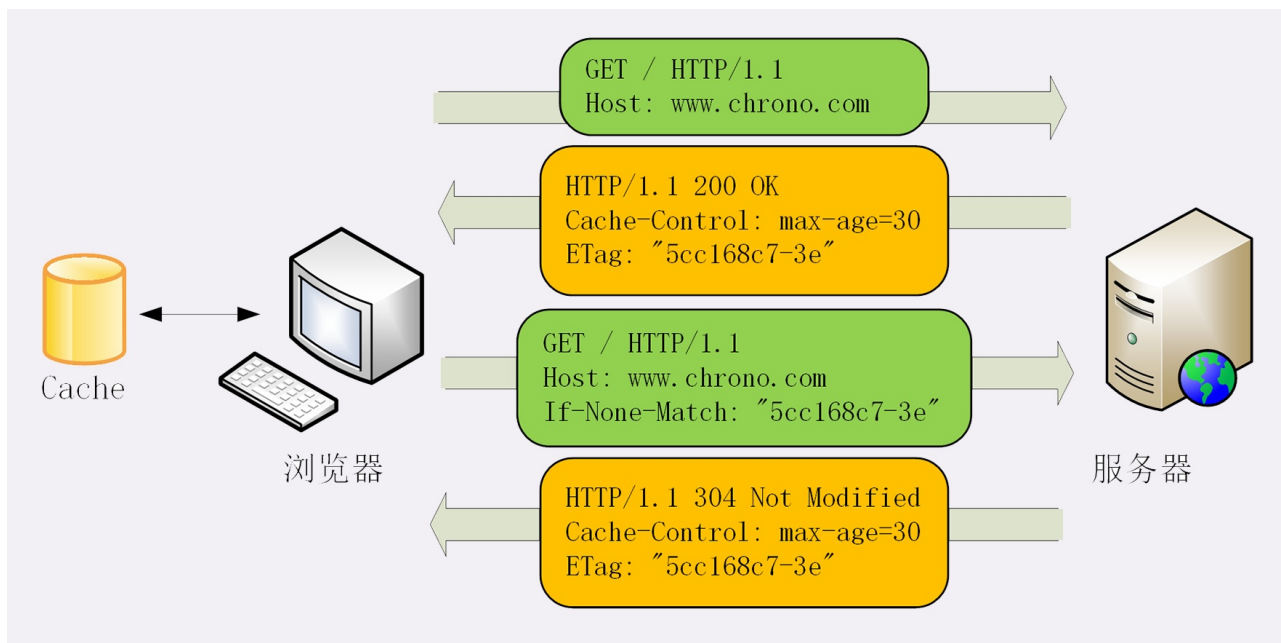 GET / HTTP/1.1
Host: www.chrono.com
HTTP/1.1 200 OK
Cache-Control: max-age=30
ETag: "5cc168c7-3e"
GET / HTTP/1.1
Host: www.chrono.com
If-None-Match: "5cc168c7-3e"
HTTP/1.1 304 Not Modified
Cache-Control: max-age=30
ETag: "5cc168c7-3e"
Cache
浏览器
服务器